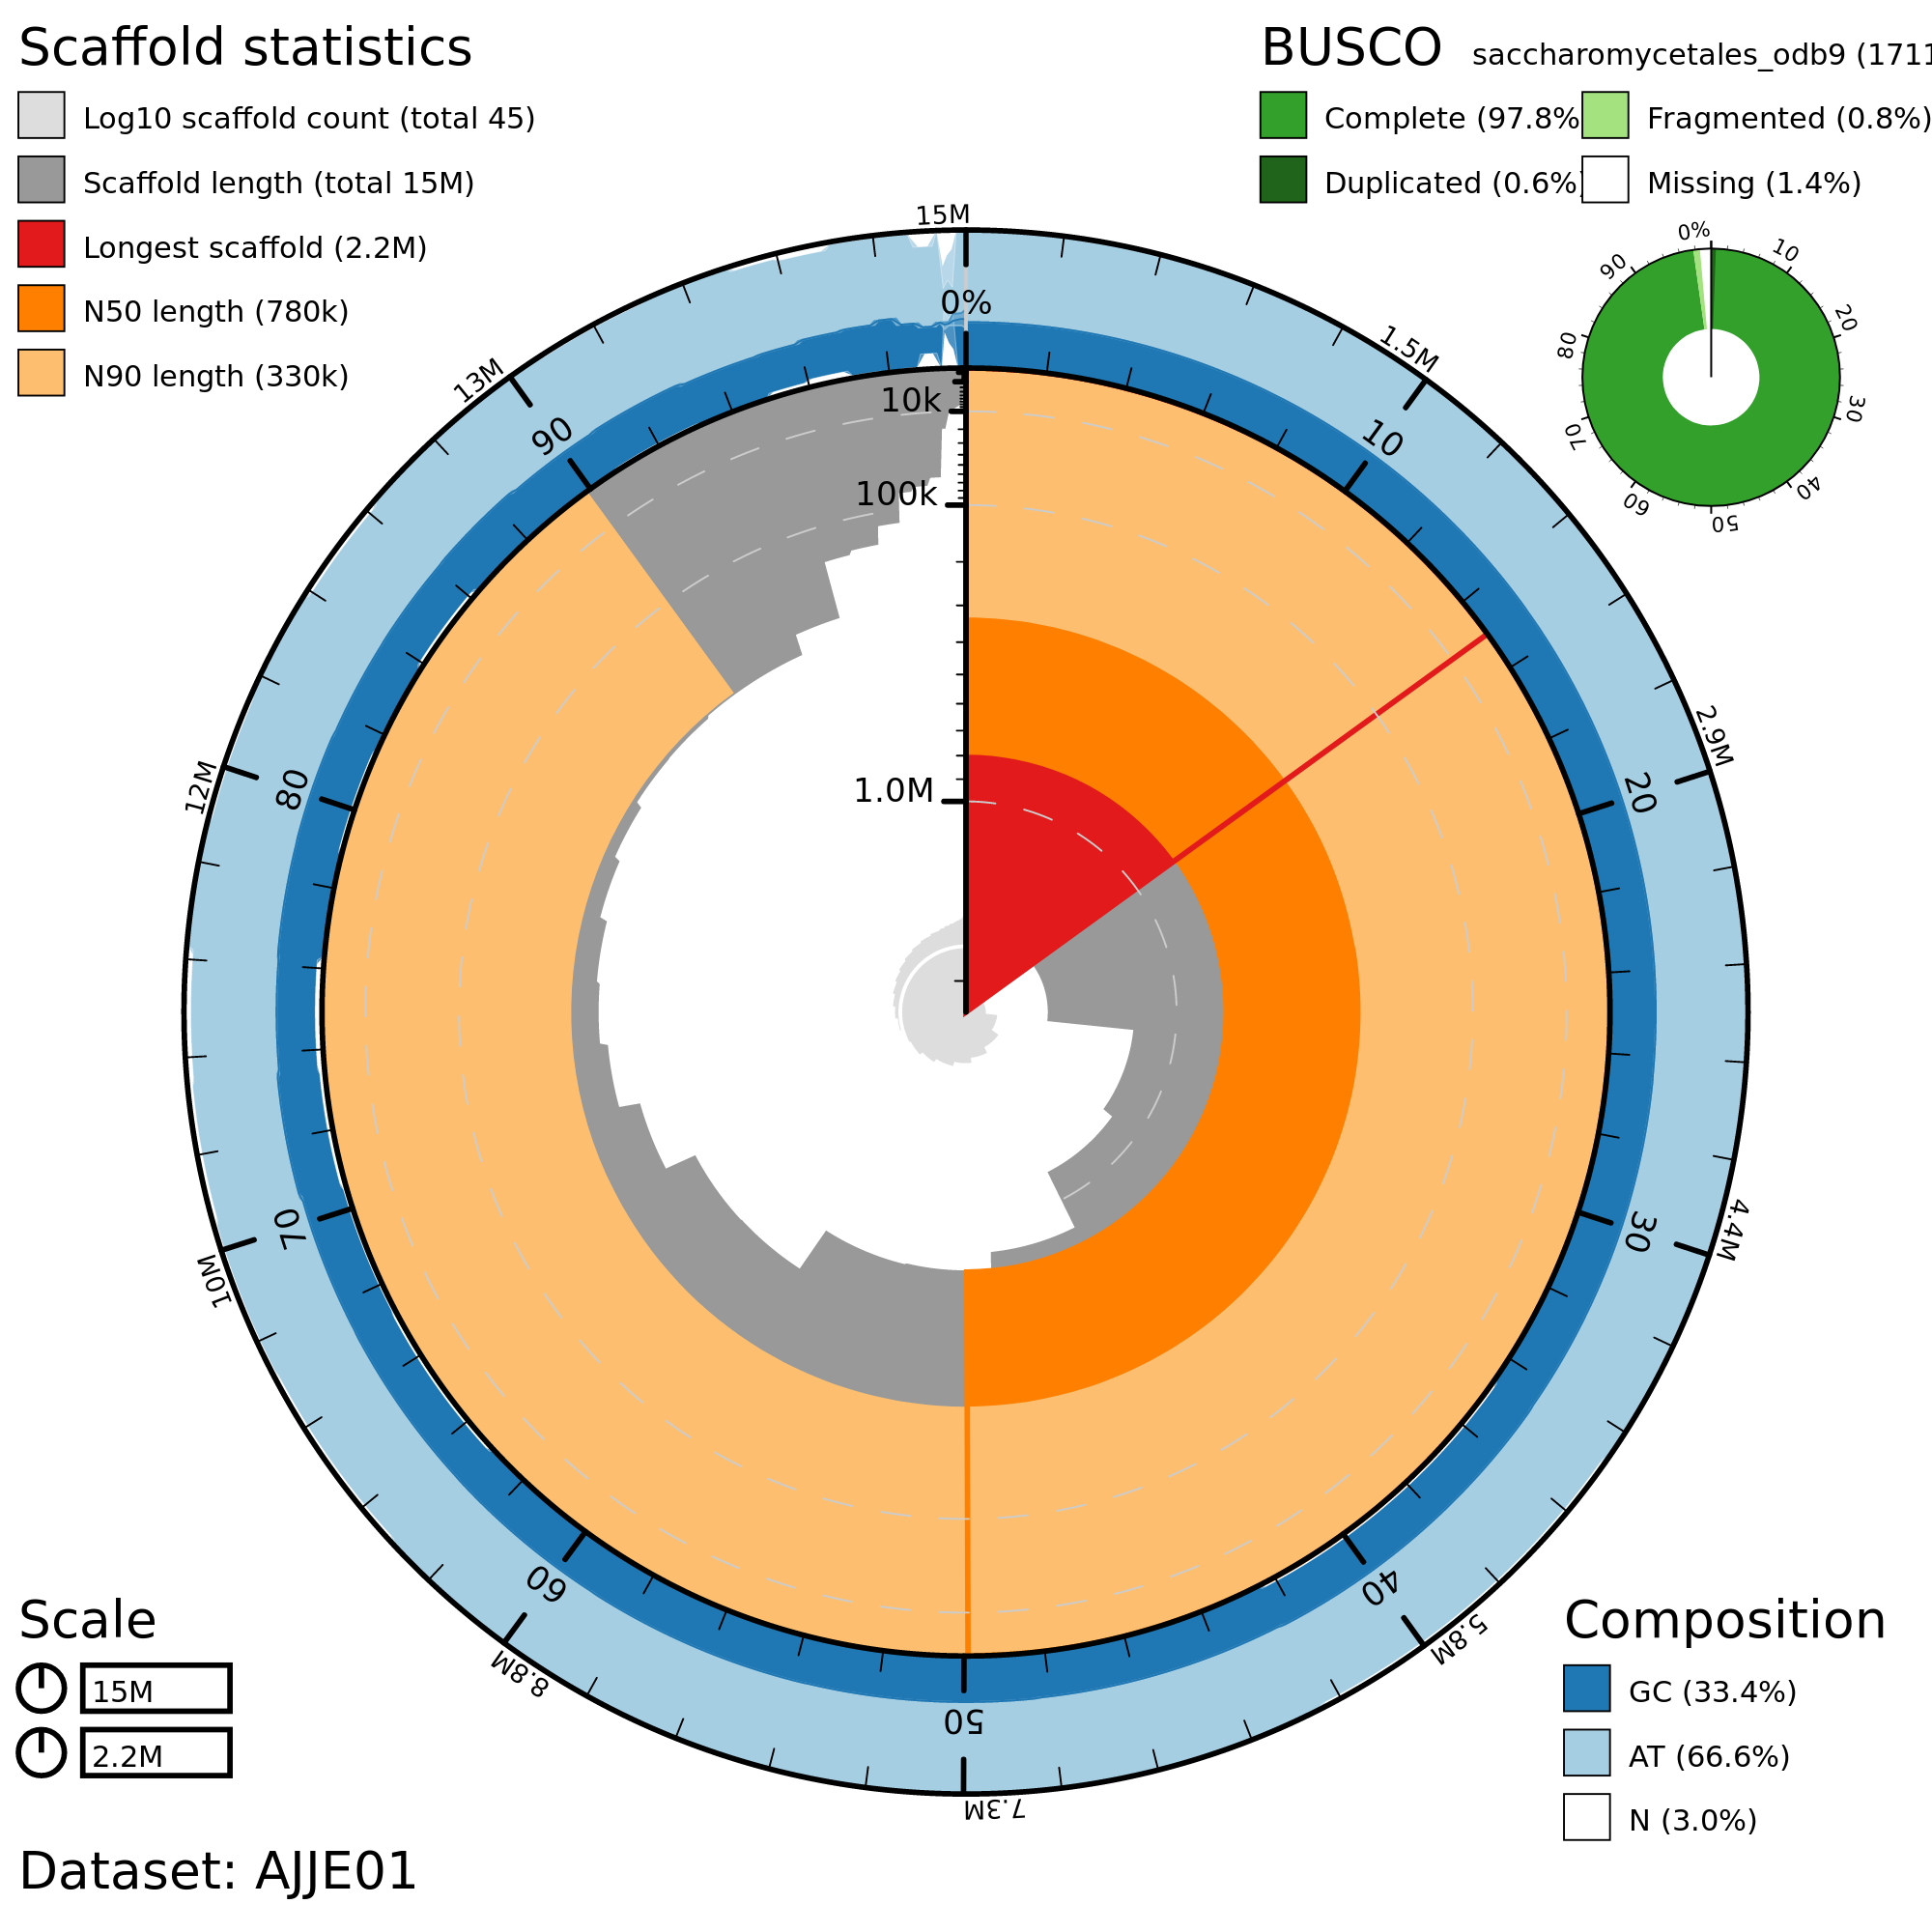 Scaffold statistics
Log10 scaffold count (total 45)
Scaffold length (total 15M)
Longest scaffold (2.2M)
N50 length (780k)
N90 length (330k)
BUSCO saccharomycetales_odb9 (1711
Complete (97.8%
Fragmented (0.8%)
Duplicated (0.6%)
Missing (1.4%)
0%
10
20
30
40
50
60
70
80
90
15M
1.5M
2.9M
4.4M
5.8M
7.3M
8.8M
10M
12M
13M
0%
10
20
30
40
50
60
70
80
90
10k
100k
1.0M
Scale
15M
2.2M
Composition
GC (33.4%)
AT (66.6%)
N (3.0%)
Dataset: AJJE01